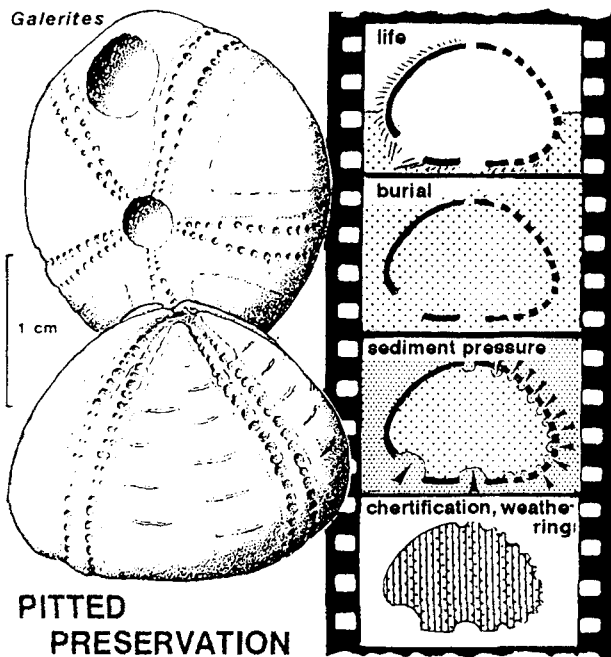 Galerites
1 cm
PITTED
PRESERVATION
life
burial
sediment pressure
chertification, weathe-
ring